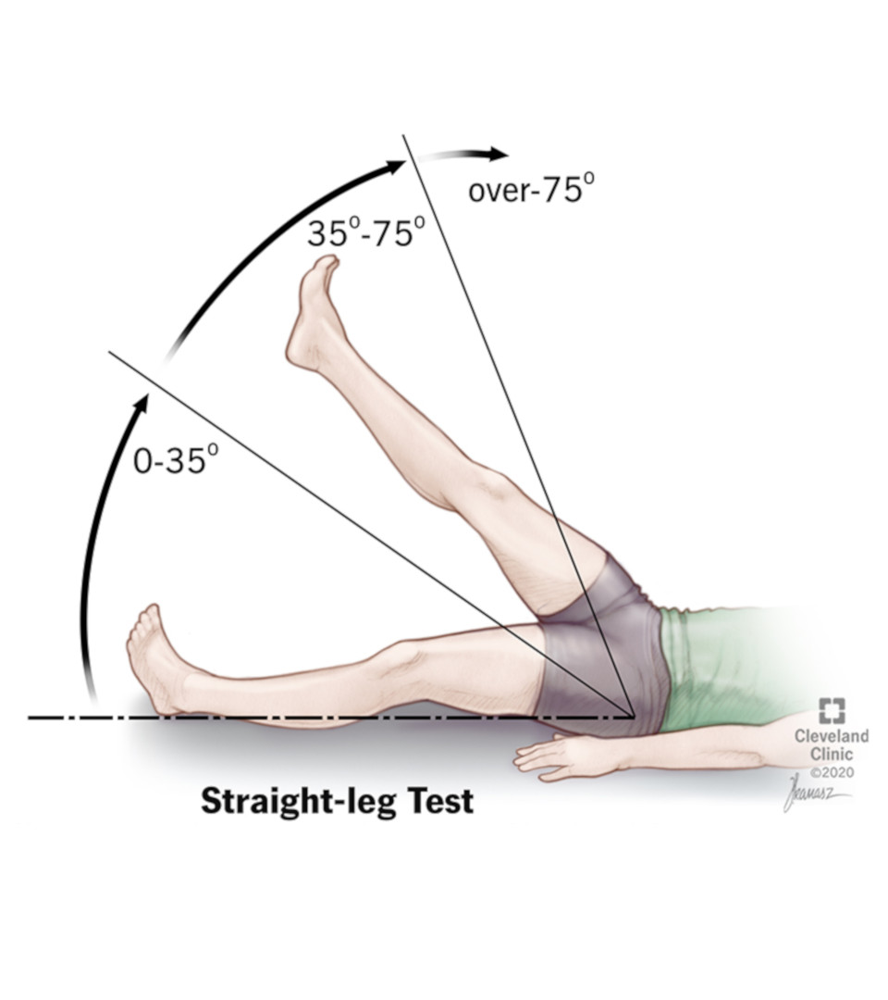 over-75°
35°-75°
0-35°
Cleveland
Clinic
©2020
Straight-leg Test